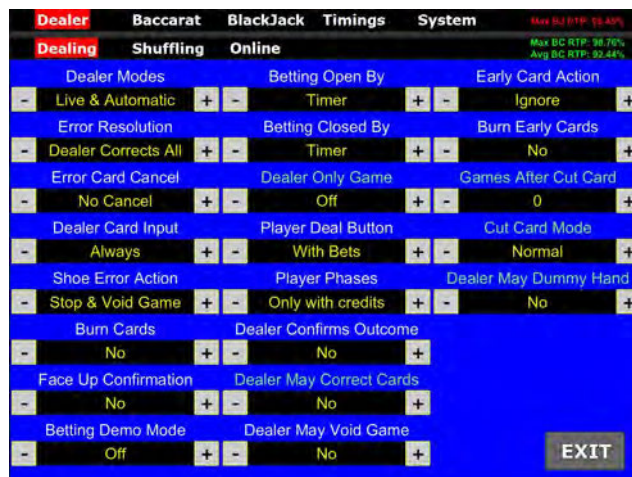 Dealer Baccarat BlackJack Timings System
Dealing Shuffling Online Max BC RTP: 98.76%
Avg BC RTP: 92.44%
Dealer Modes Betting Open By Early Card Action
- Live & Automatic + - Timer + - Ignore +
Error Resolution Betting Closed By Burn Early Cards
- Dealer Corrects All + - Timer + - No +
Error Card Cancel Dealer Only Game Games After Cut Card
- No Cancel + - Off + - 0 +
Dealer Card Input Player Deal Button Cut Card Mode
- Always + - With Bets + - Normal +
Shoe Error Action Player Phases Dealer May Dummy Hand
- Stop & Void Game + - Only with credits + - No +
Burn Cards Dealer Confirms Outcome
- No + - No +
Face Up Confirmation Dealer May Correct Cards
- No + - No +
Betting Demo Mode Dealer May Void Game
- Off + - No +
EXIT